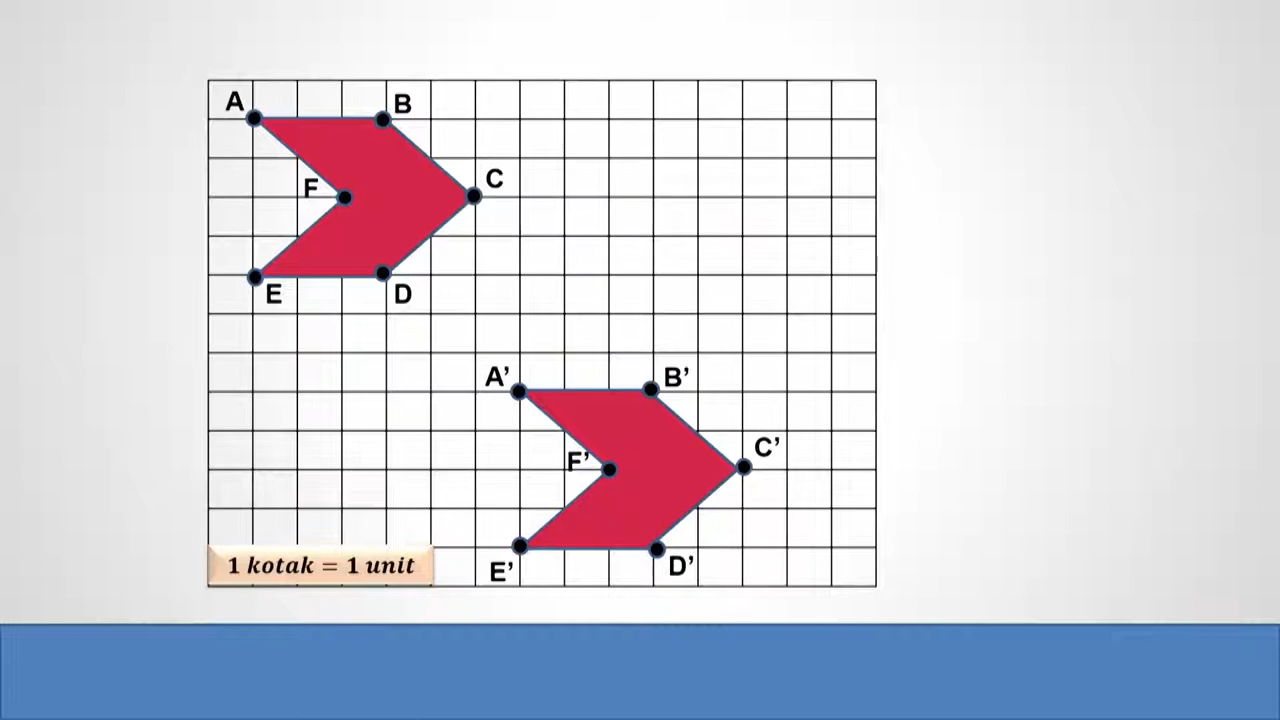 A
B
C
F
E
D
A’
B’
C’
F’
E’
D’
1 kotak = 1 unit